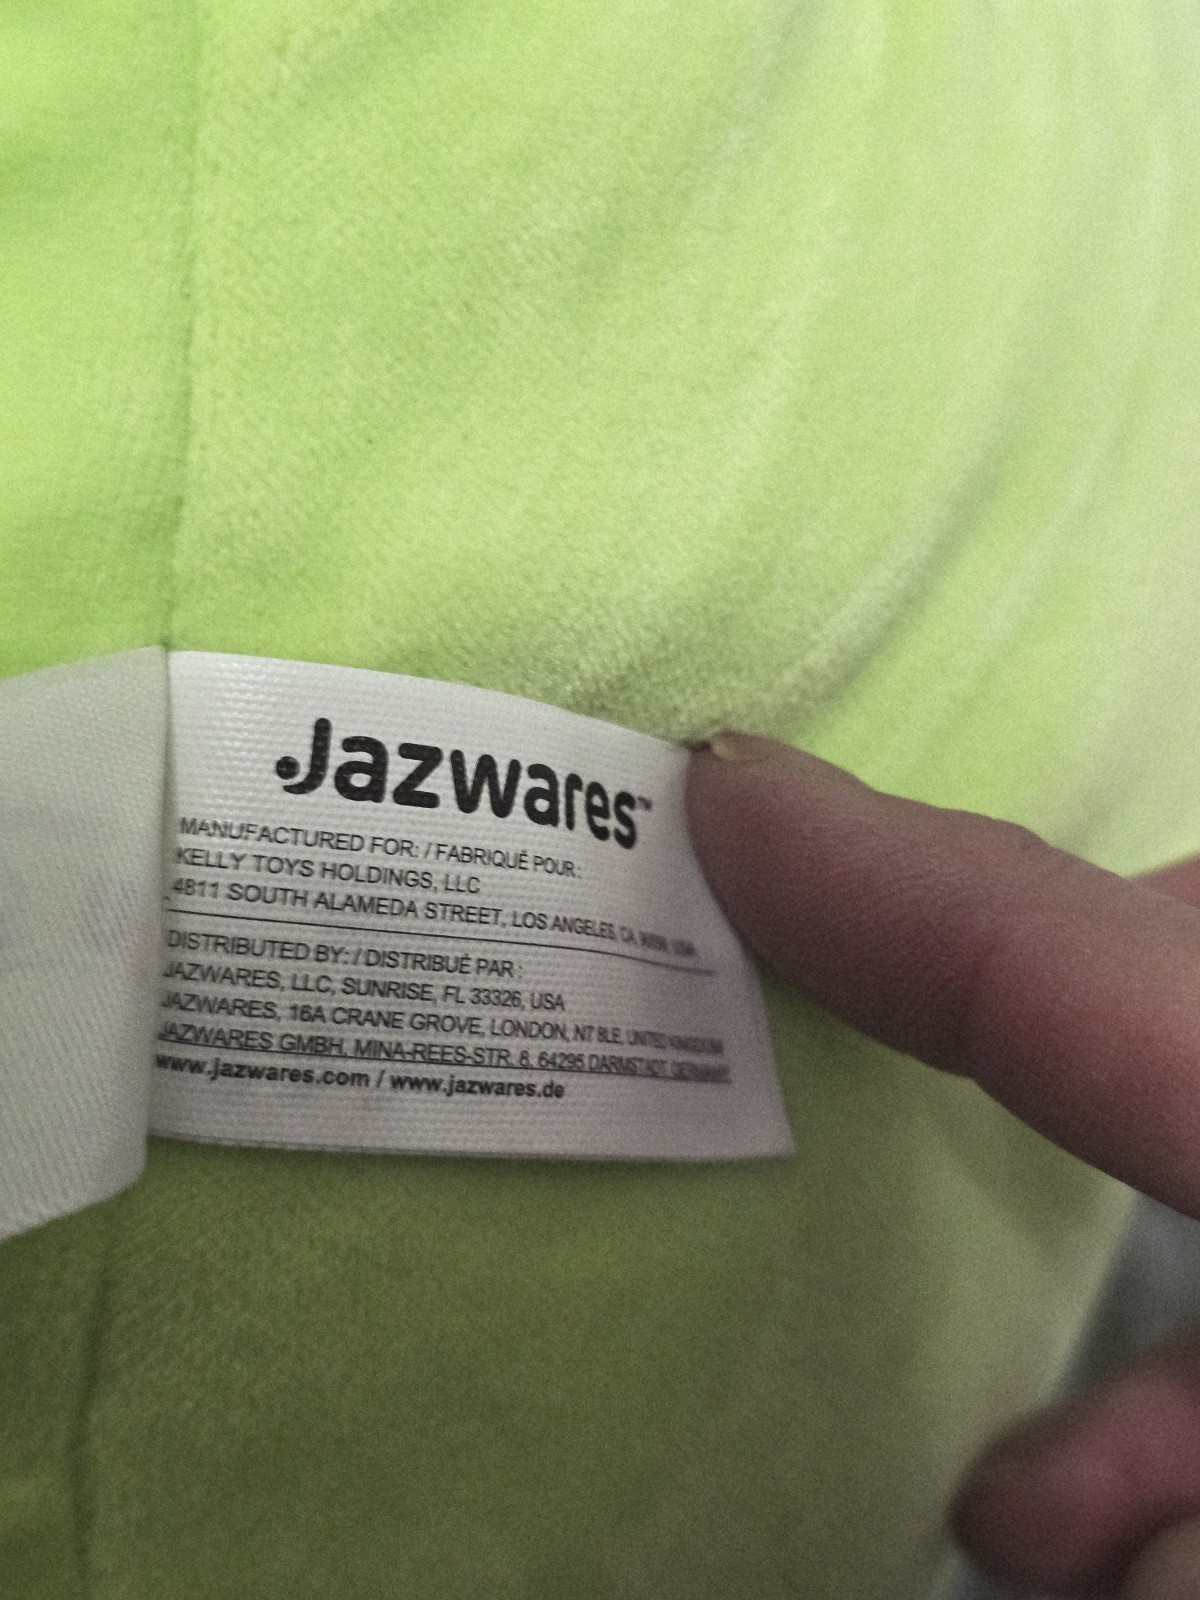 Jazwares™
MANUFACTURED FOR: / FABRIQUÉ POUR :
KELLY TOYS HOLDINGS, LLC
4811 SOUTH ALAMEDA STREET, LOS ANGELES, CA USA
DISTRIBUTED BY: / DISTRIBUÉ PAR :
JAZWARES, LLC, SUNRISE, FL 33326, USA
JAZWARES, 16A CRANE GROVE, LONDON, N7 8LE, UNITED KINGDOM
JAZWARES GMBH, MINA-REES-STR. 8, 64295 DARMSTADT, GERMANY
www.jazwares.com / www.jazwares.de